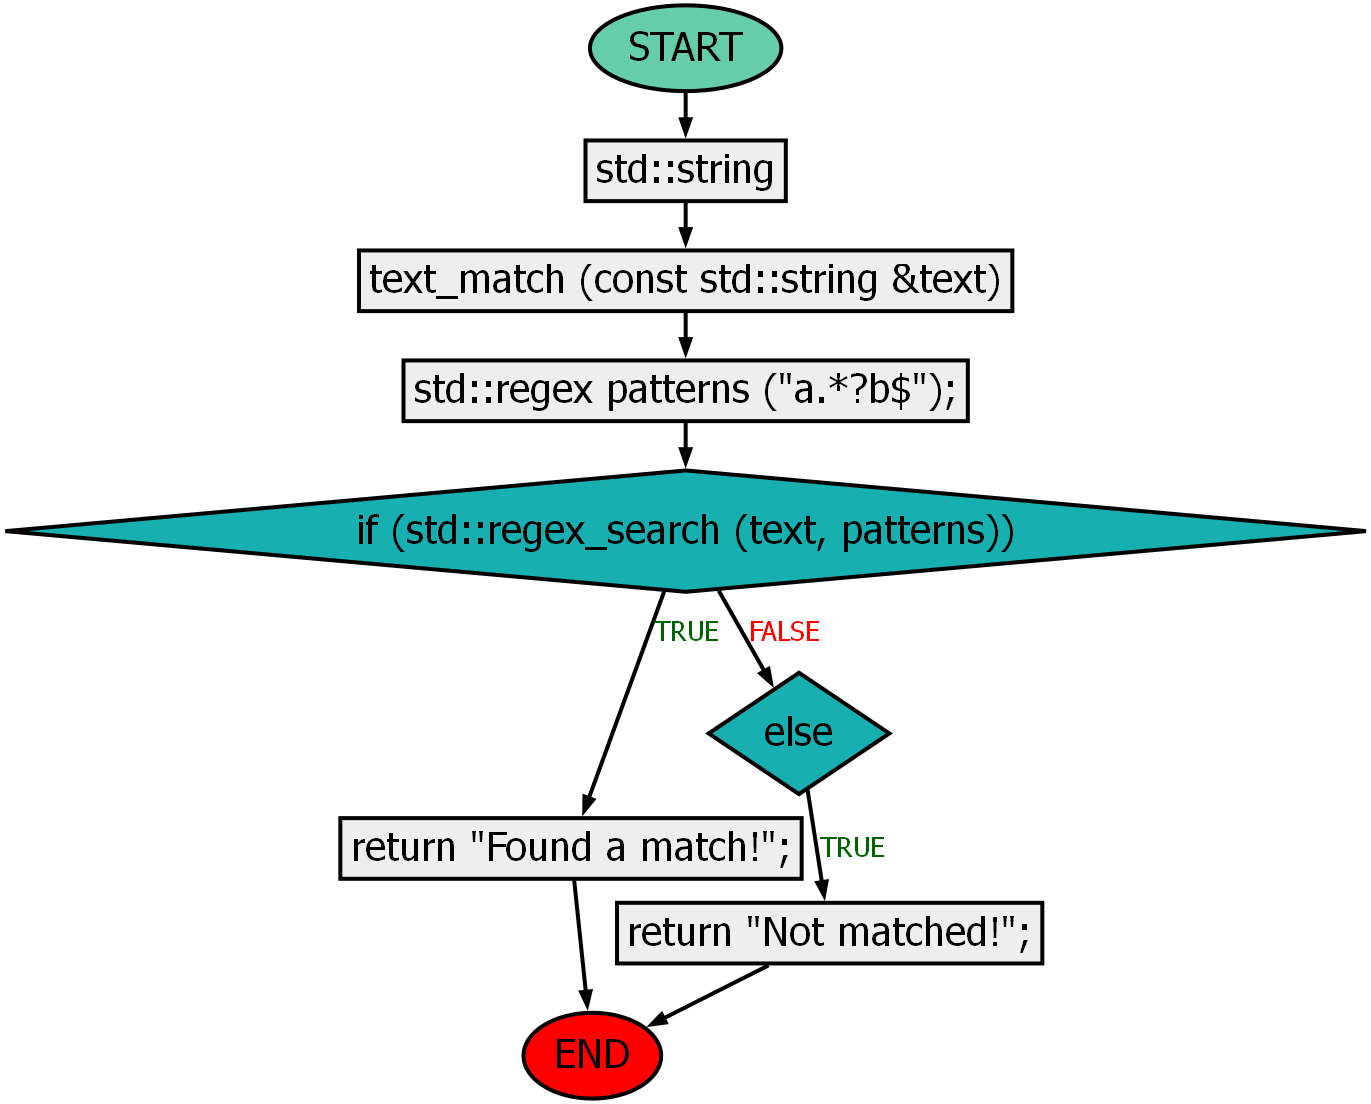 START
std::string
text_match (const std::string &text)
std::regex patterns ("a.*?b$");
if (std::regex_search (text, patterns))
TRUE
FALSE
else
return "Found a match!";
TRUE
return "Not matched!";
END